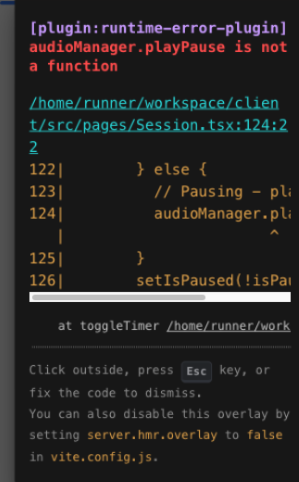 [plugin:runtime-error-plugin]
audioManager.playPause is not
a function
/home/runner/workspace/clien
t/src/pages/Session.tsx:124:2
2
122|        } else {
123|          // Pausing – pla
124|          audioManager.pla
   |                       ^
125|        }
126|        setIsPaused(!isPau
at toggleTimer /home/runner/work
Click outside, press Esc key, or
fix the code to dismiss.
You can also disable this overlay by
setting server.hmr.overlay to false
in vite.config.js.